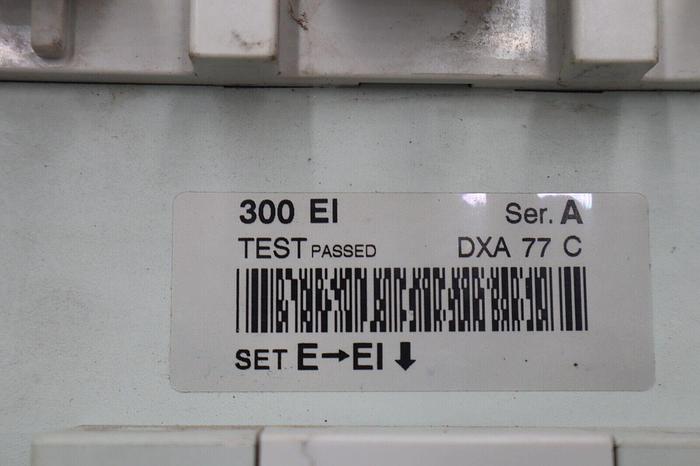 300 EI Ser. A
TEST PASSED DXA 77 C
SET E→EI ⬇